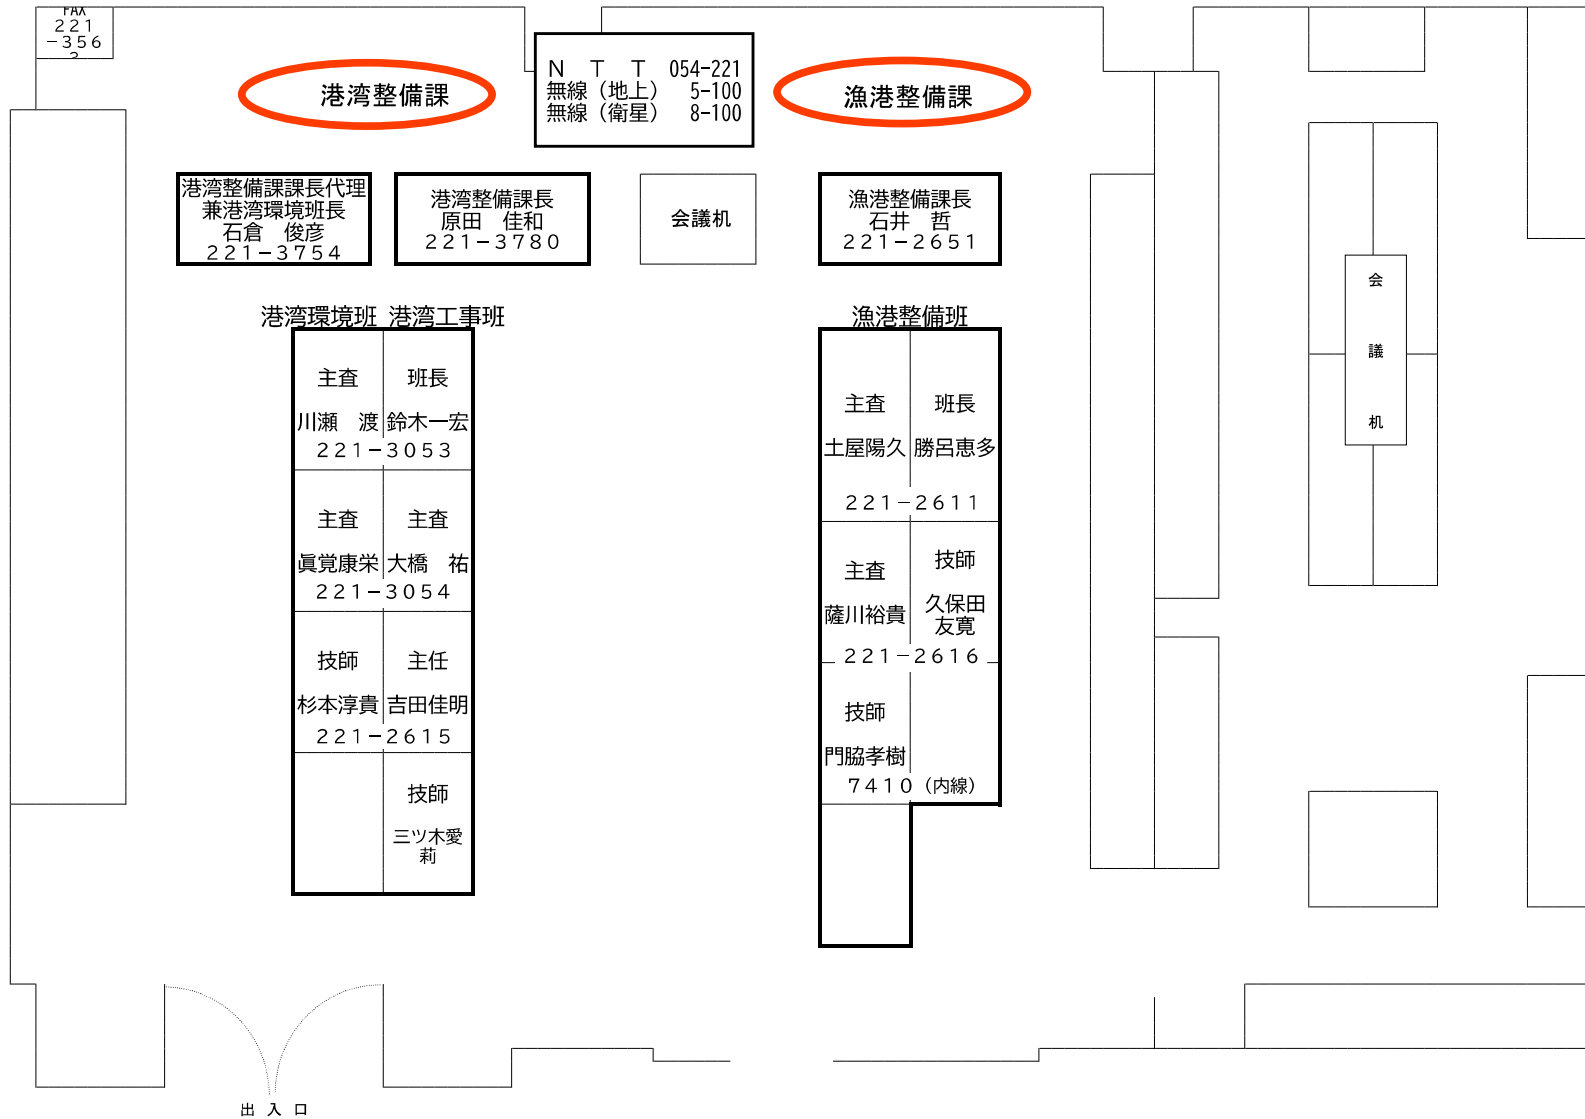 FAX
221
-356
3
港湾整備課
N T T 054-221
無線（地上） 5-100
無線（衛星） 8-100
漁港整備課
港湾整備課課長代理
兼港湾環境班長
石倉　俊彦
２２１－３７５４
港湾整備課長
原田　佳和
２２１－３７８０
会議机
漁港整備課長
石井　哲
２２１－２６５１
港湾環境班 港湾工事班
主査 班長
川瀬　渡 鈴木一宏
２２１－３０５３
主査 主査
眞覚康栄 大橋　祐
２２１－３０５４
技師 主任
杉本淳貴 吉田佳明
２２１－２６１５
技師
三ツ木愛
莉
漁港整備班
主査 班長
土屋陽久 勝呂恵多
２２１－２６１１
主査 技師
薩川裕貴 久保田
友寛
２２１－２６１６
技師
門脇孝樹
７４１０（内線）
会
議
机
出 入 口